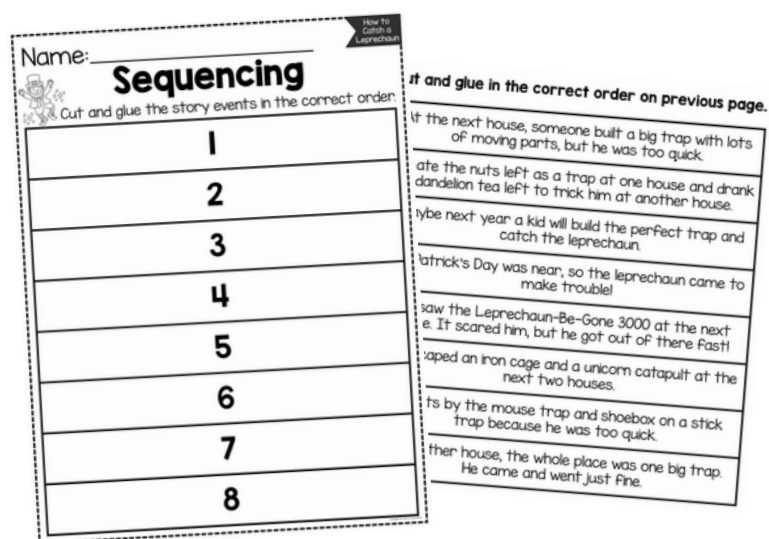 How to
Catch a
Leprechaun
Name:
Sequencing
Cut and glue the story events in the correct order.
1
2
3
4
5
6
7
8
and glue in the correct order on previous page.
At the next house, someone built a big trap with lots
of moving parts, but he was too quick.
ate the nuts left as a trap at one house and drank
dandelion tea left to trick him at another house.
next year a kid will build the perfect trap and
catch the leprechaun.
Patrick's Day was near, so the leprechaun came to
make trouble!
saw the Leprechaun-Be-Gone 3000 at the next
It scared him, but he got out of there fast!
an iron cage and a unicorn catapult at the
next two houses.
by the mouse trap and shoebox on a stick
trap because he was too quick.
house, the whole place was one big trap.
He came and went just fine.